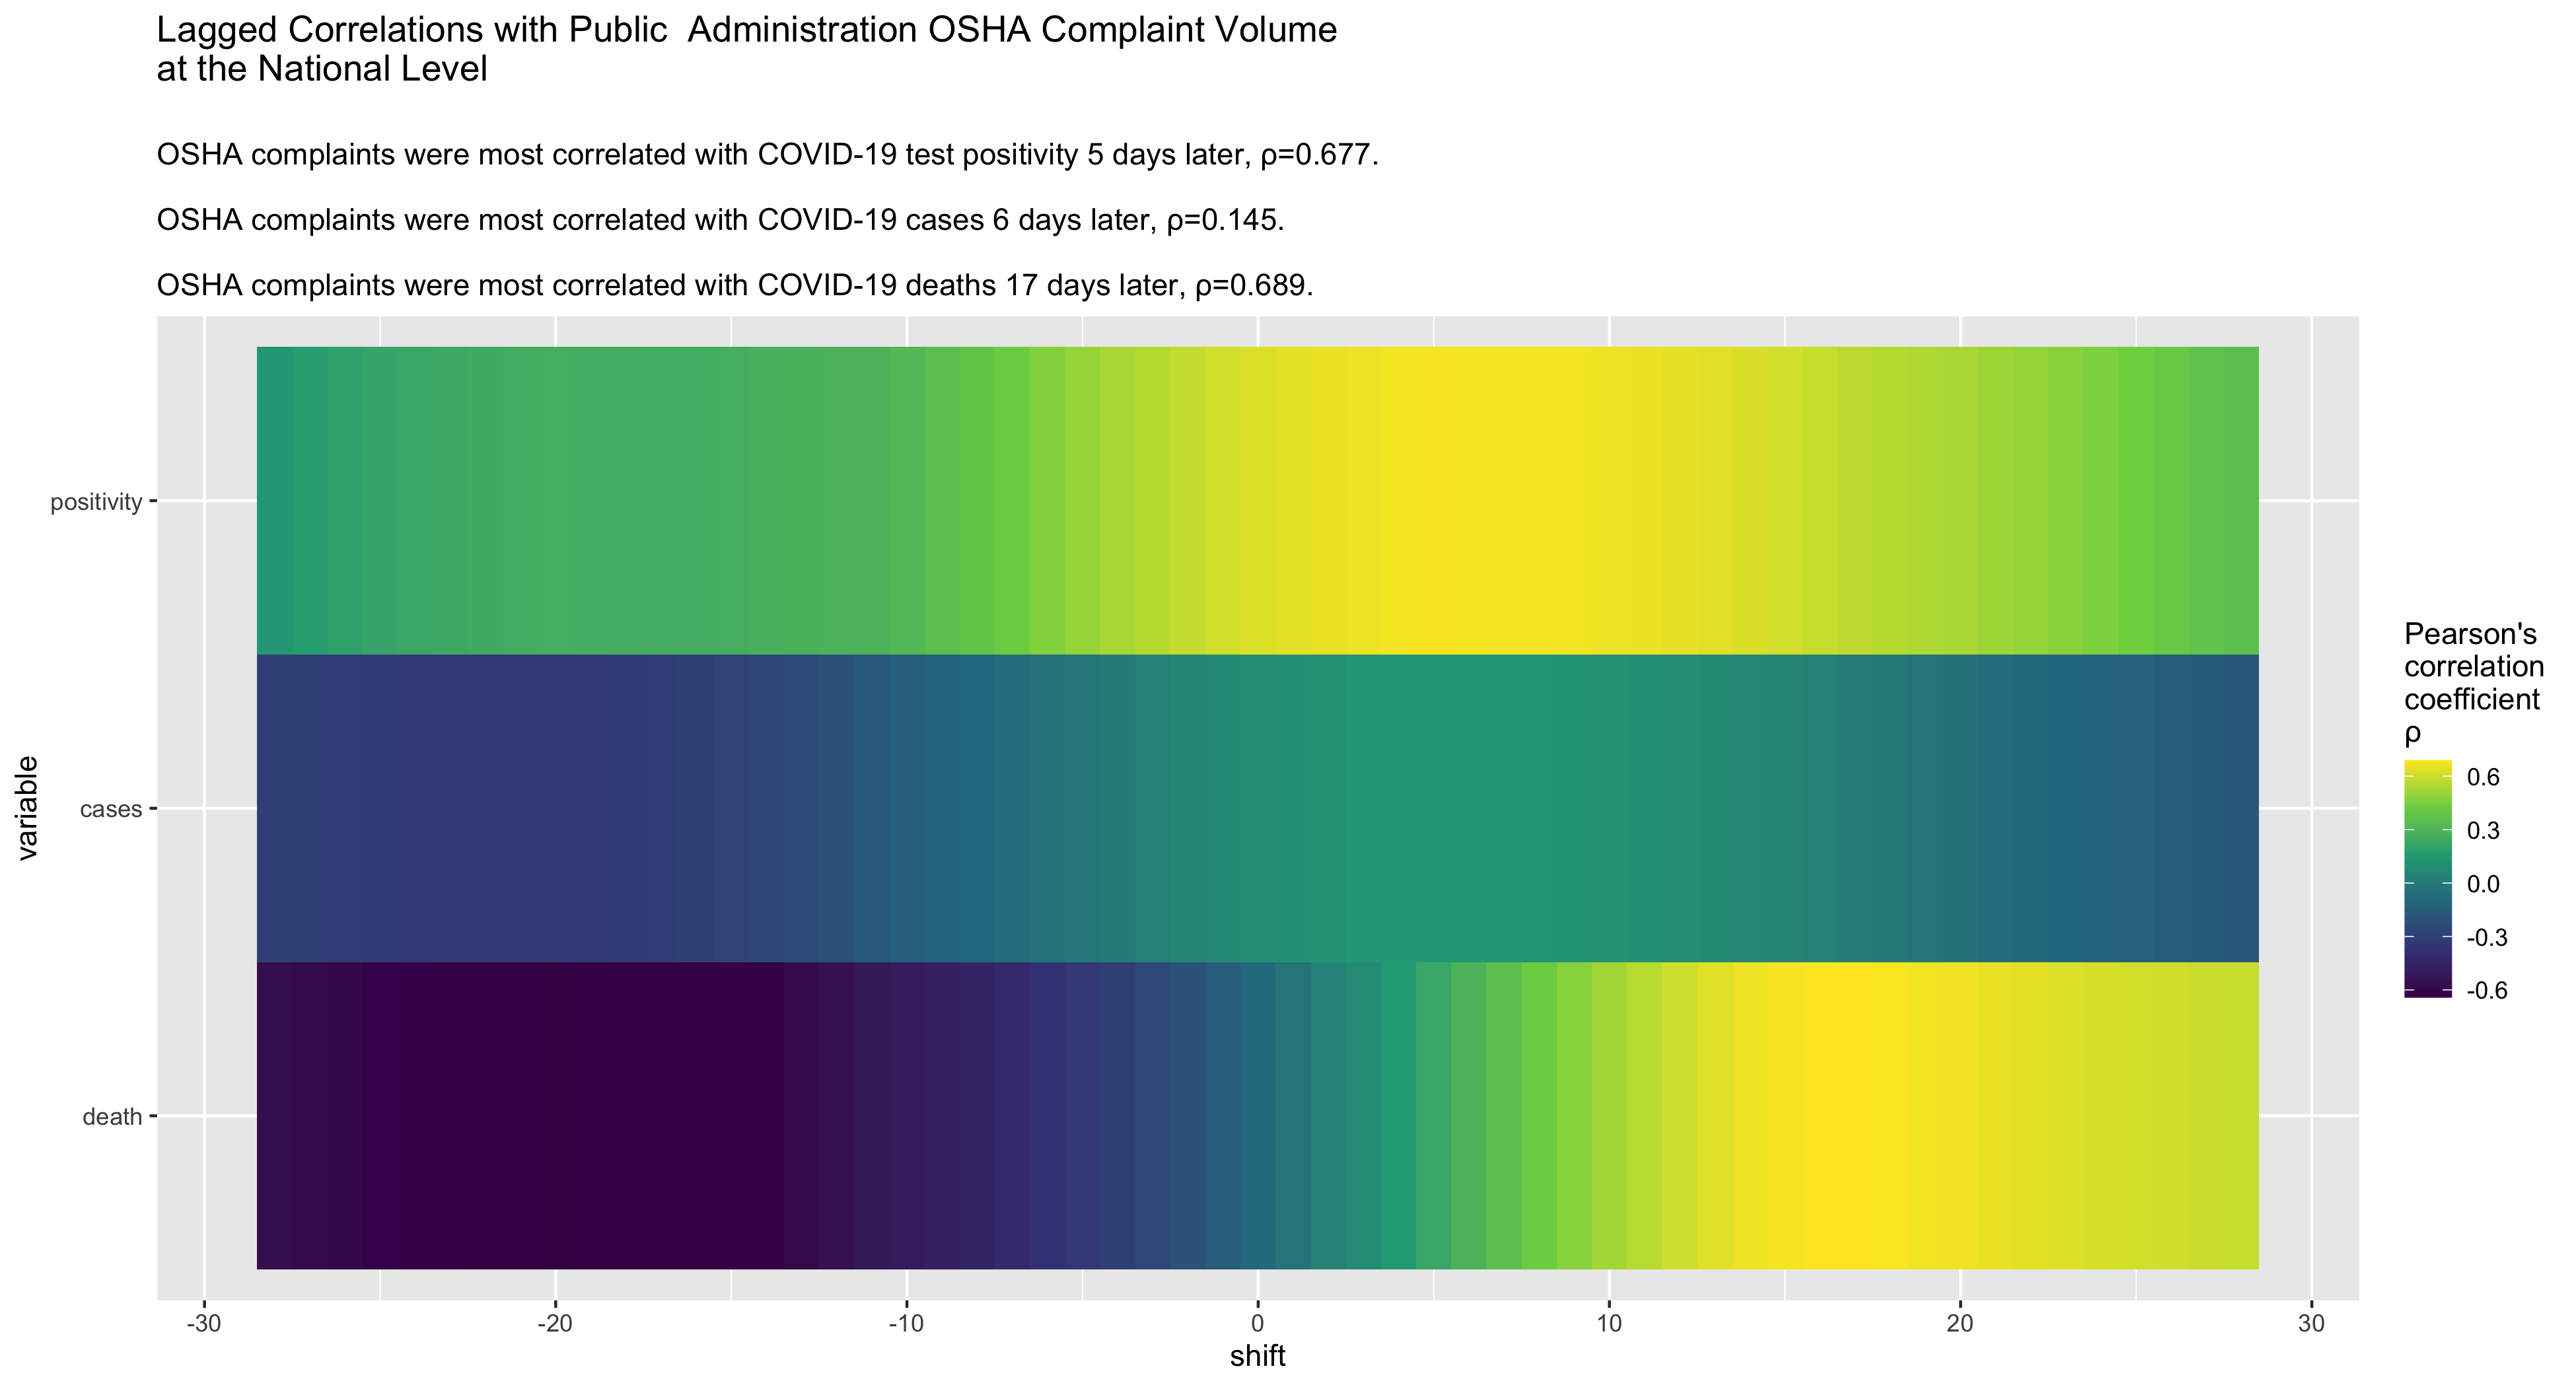 Lagged Correlations with Public  Administration OSHA Complaint Volume
at the National Level
OSHA complaints were most correlated with COVID-19 test positivity 5 days later, ρ=0.677.
OSHA complaints were most correlated with COVID-19 cases 6 days later, ρ=0.145.
OSHA complaints were most correlated with COVID-19 deaths 17 days later, ρ=0.689.
variable
positivity
cases
death
-30 -20 -10 0 10 20 30
shift
Pearson's
correlation
coefficient
ρ
0.6
0.3
0.0
-0.3
-0.6